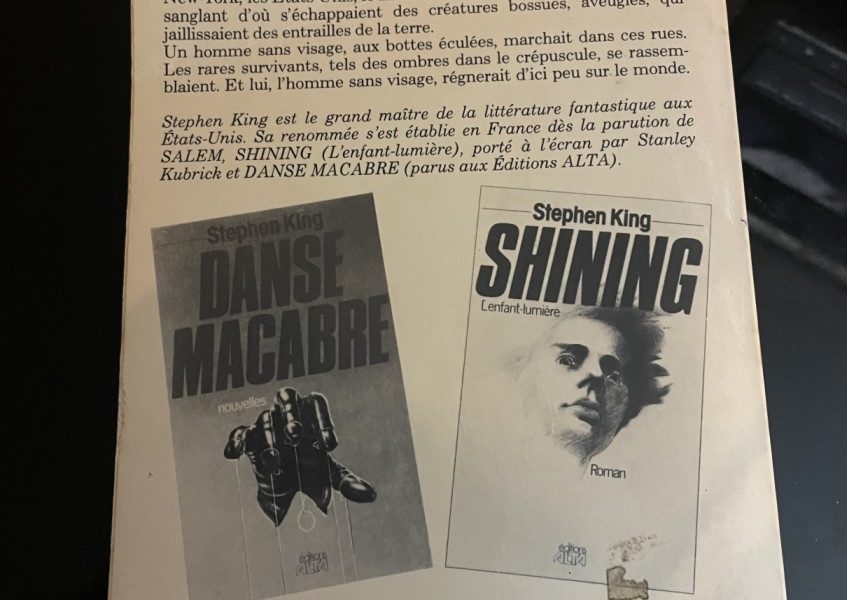 New York, les États-Unis,
sanglant d'où s'échappaient des créatures bossues, aveugles, qui
jaillissaient des entrailles de la terre.
Un homme sans visage, aux bottes éculées, marchait dans ces rues.
Les rares survivants, tels des ombres dans le crépuscule, se rassem-
blaient. Et lui, l'homme sans visage, régnerait d'ici peu sur le monde.
Stephen King est le grand maître de la littérature fantastique aux
États-Unis. Sa renommée s'est établie en France dès la parution de
SALEM, SHINING (L'enfant-lumière), porté à l'écran par Stanley
Kubrick et DANSE MACABRE (parus aux Éditions ALTA).
Stephen King
DANSE
MACABRE
nouvelles
éditions
ALTA
Stephen King
SHINING
L'enfant-lumière
Roman
éditions
ALTA